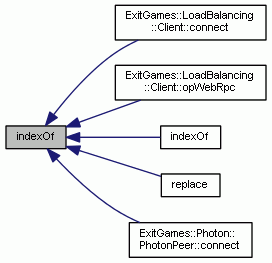 ExitGames::LoadBalancing
::Client::connect
ExitGames::LoadBalancing
::Client::opWebRpc
indexOf
indexOf
replace
ExitGames::Photon::
PhotonPeer::connect